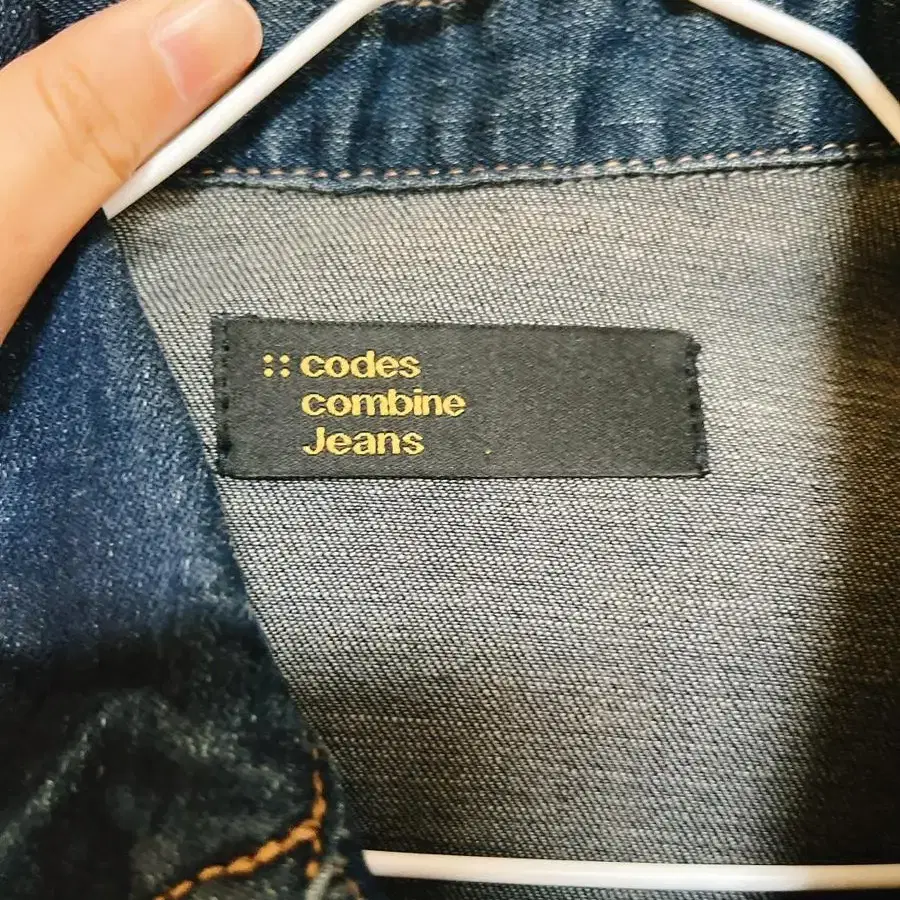 :: codes
combine
Jeans